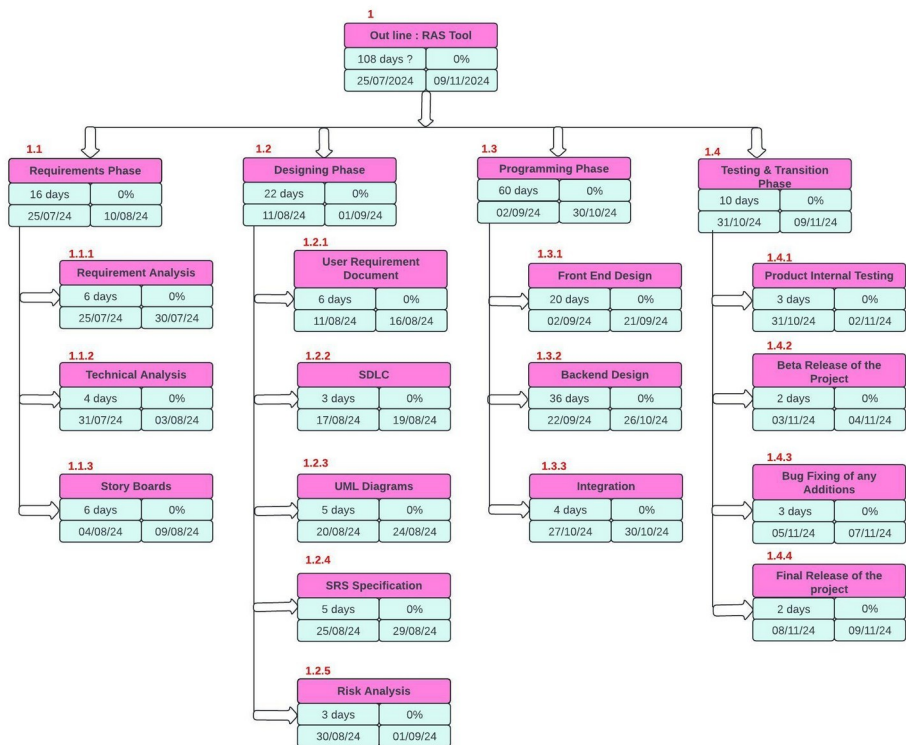 1
Out line : RAS Tool
108 days ? 0%
25/07/2024 09/11/2024
1.1
Requirements Phase
16 days 0%
25/07/24 10/08/24
1.1.1
Requirement Analysis
6 days 0%
25/07/24 30/07/24
1.1.2
Technical Analysis
4 days 0%
31/07/24 03/08/24
1.1.3
Story Boards
6 days 0%
04/08/24 09/08/24
1.2
Designing Phase
22 days 0%
11/08/24 01/09/24
1.2.1
User Requirement
Document
6 days 0%
11/08/24 16/08/24
1.2.2
SDLC
3 days 0%
17/08/24 19/08/24
1.2.3
UML Diagrams
5 days 0%
20/08/24 24/08/24
1.2.4
SRS Specification
5 days 0%
25/08/24 29/08/24
1.2.5
Risk Analysis
3 days 0%
30/08/24 01/09/24
1.3
Programming Phase
60 days 0%
02/09/24 30/10/24
1.3.1
Front End Design
20 days 0%
02/09/24 21/09/24
1.3.2
Backend Design
36 days 0%
22/09/24 26/10/24
1.3.3
Integration
4 days 0%
27/10/24 30/10/24
1.4
Testing & Transition
Phase
10 days 0%
31/10/24 09/11/24
1.4.1
Product Internal Testing
3 days 0%
31/10/24 02/11/24
1.4.2
Beta Release of the
Project
2 days 0%
03/11/24 04/11/24
1.4.3
Bug Fixing of any
Additions
3 days 0%
05/11/24 07/11/24
1.4.4
Final Release of the
project
2 days 0%
08/11/24 09/11/24